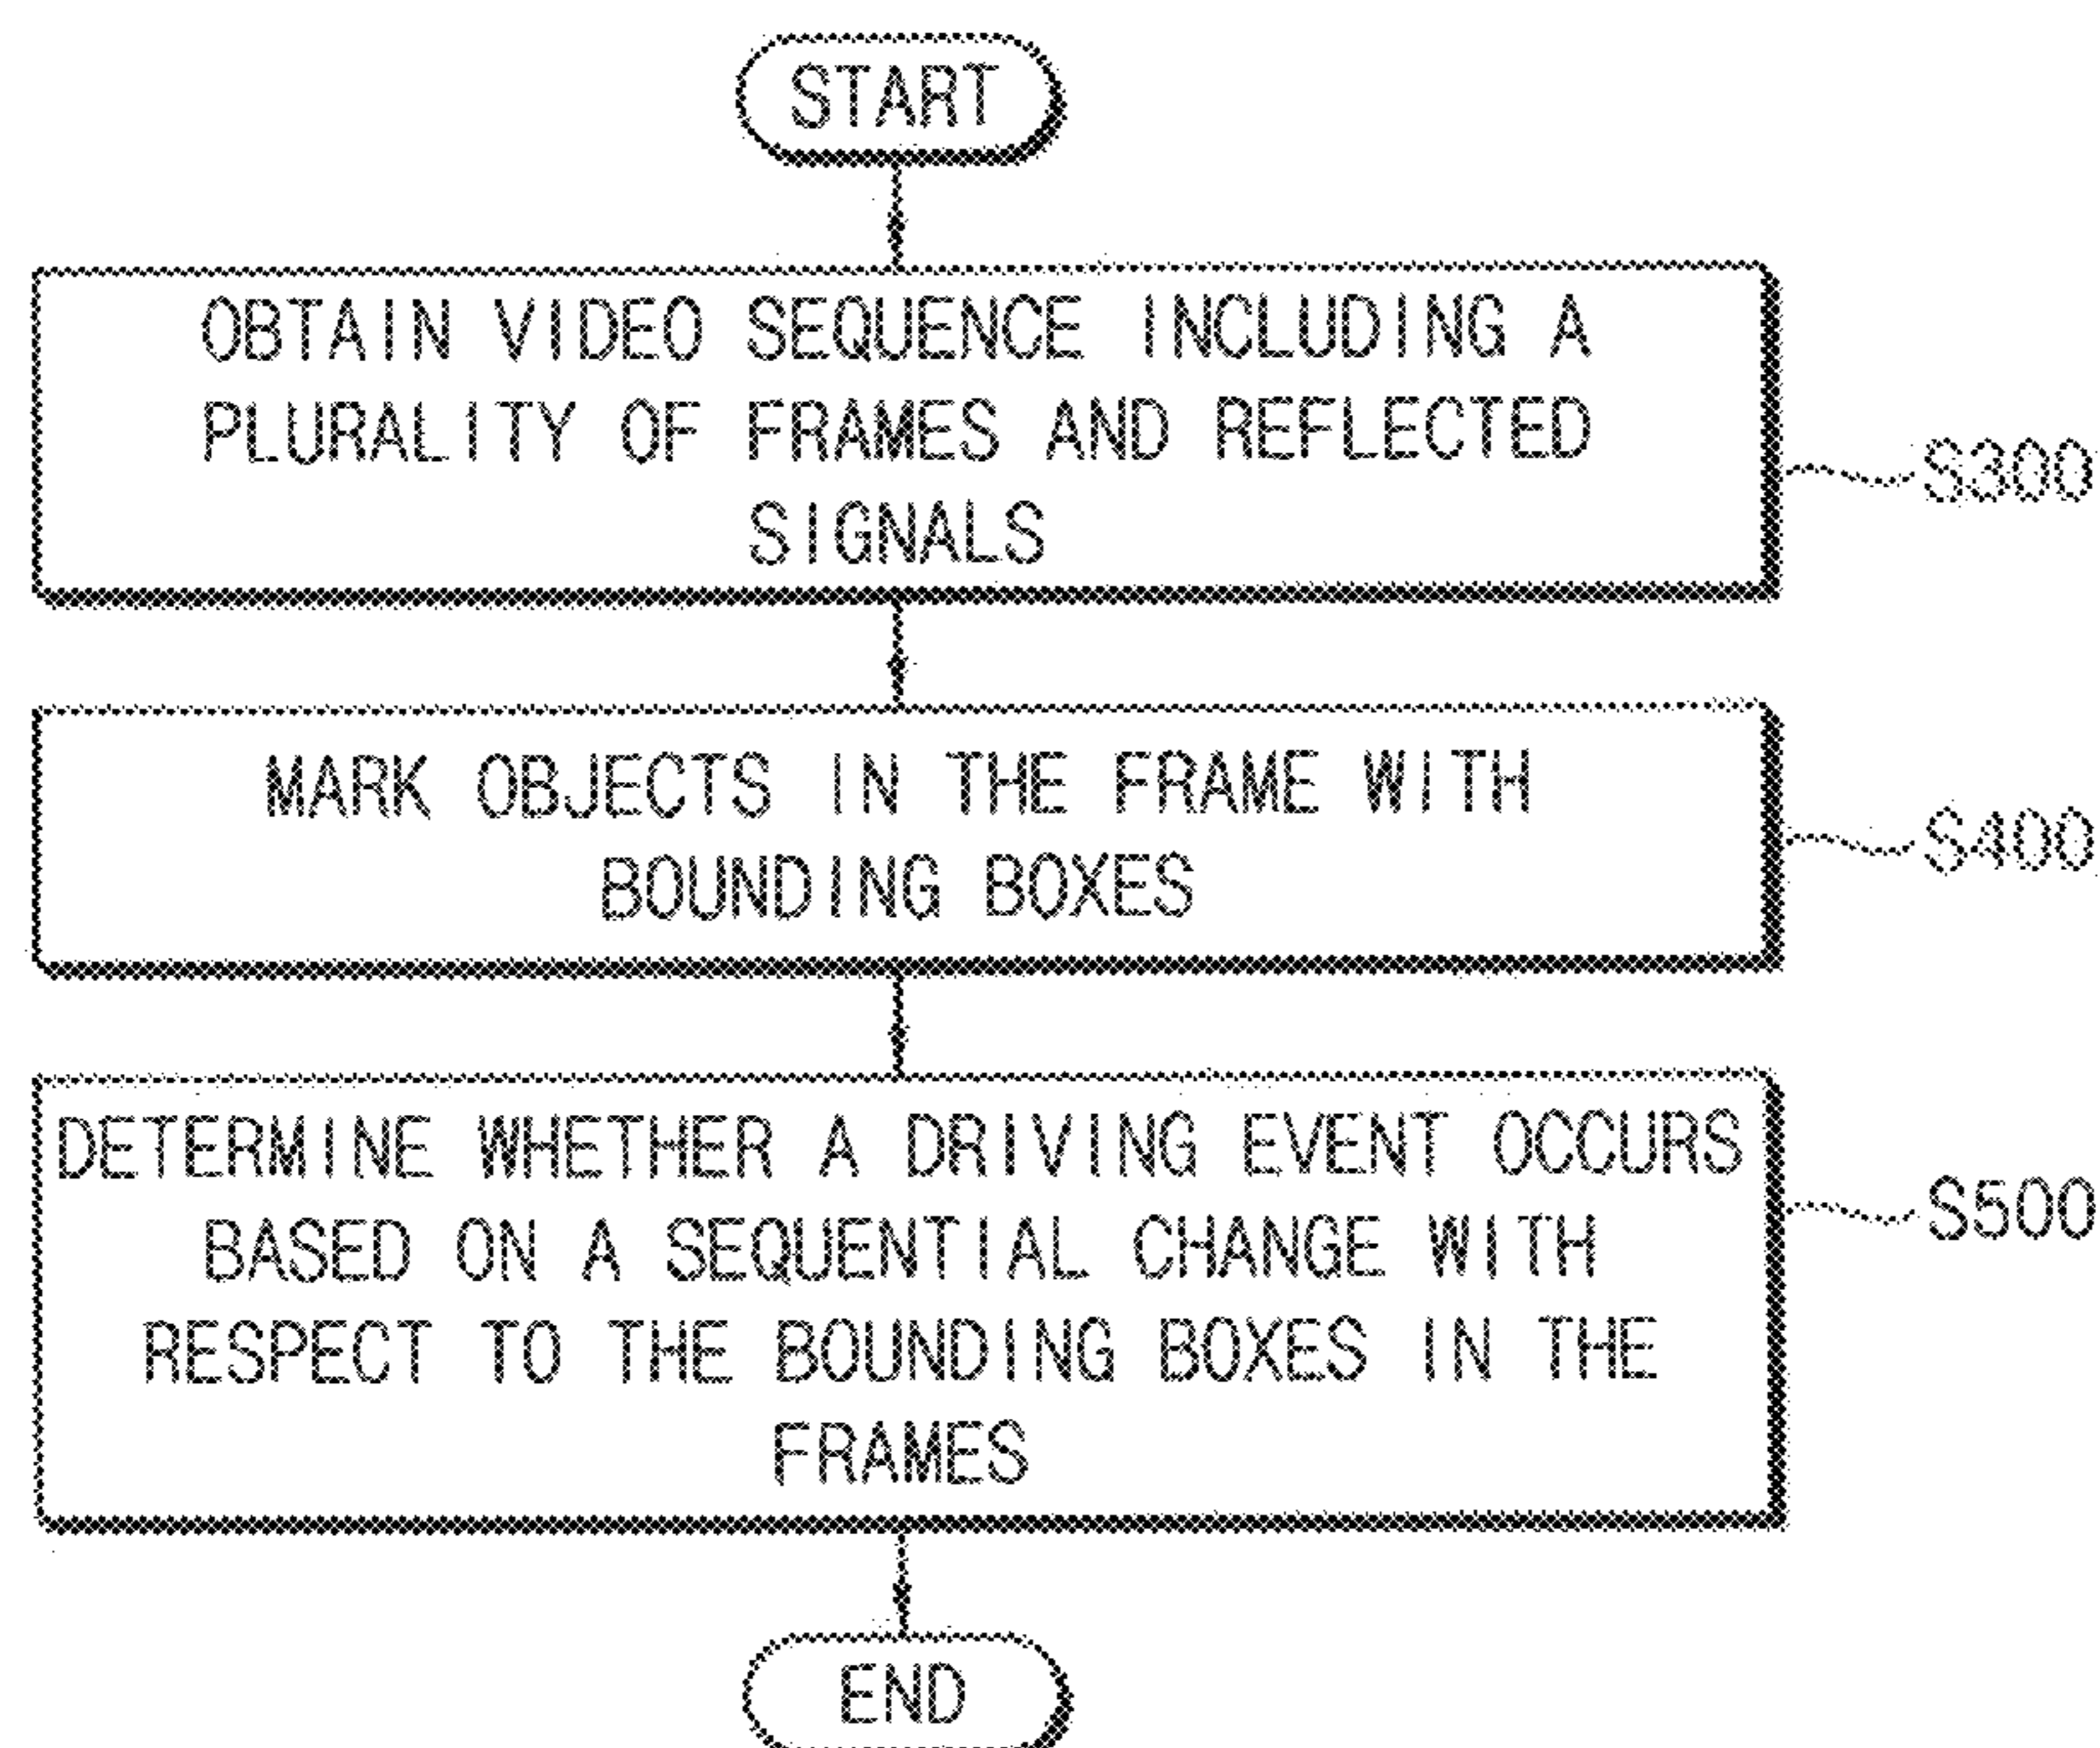 START
OBTAIN VIDEO SEQUENCE INCLUDING A
PLURALITY OF FRAMES AND REFLECTED
SIGNALS
S300
MARK OBJECTS IN THE FRAME WITH
BOUNDING BOXES
S400
DETERMINE WHETHER A DRIVING EVENT OCCURS
BASED ON A SEQUENTIAL CHANGE WITH
RESPECT TO THE BOUNDING BOXES IN THE
FRAMES
S500
END